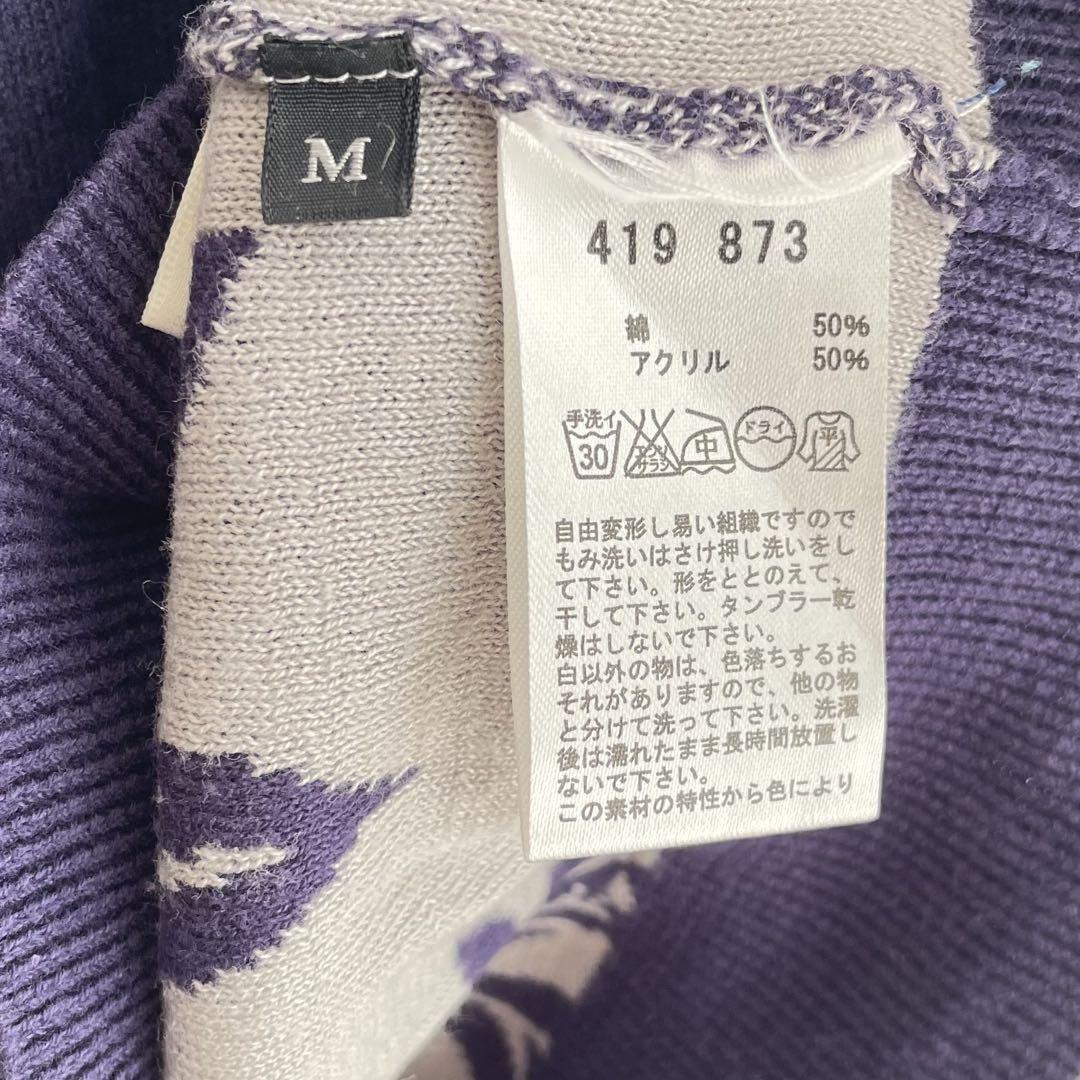 M
419 873
綿 50%
アクリル 50%
手洗イ
30
エンソ
サラシ
中
ドライ
平
自由変形し易い組織ですので
もみ洗いはさけ押し洗いをし
て下さい。形をととのえて、
干して下さい。タンブラー乾
燥はしないで下さい。
白以外の物は、色落ちするお
それがありますので、他の物
と分けて洗って下さい。洗濯
後は濡れたまま長時間放置し
ないで下さい。
この素材の特性から色により